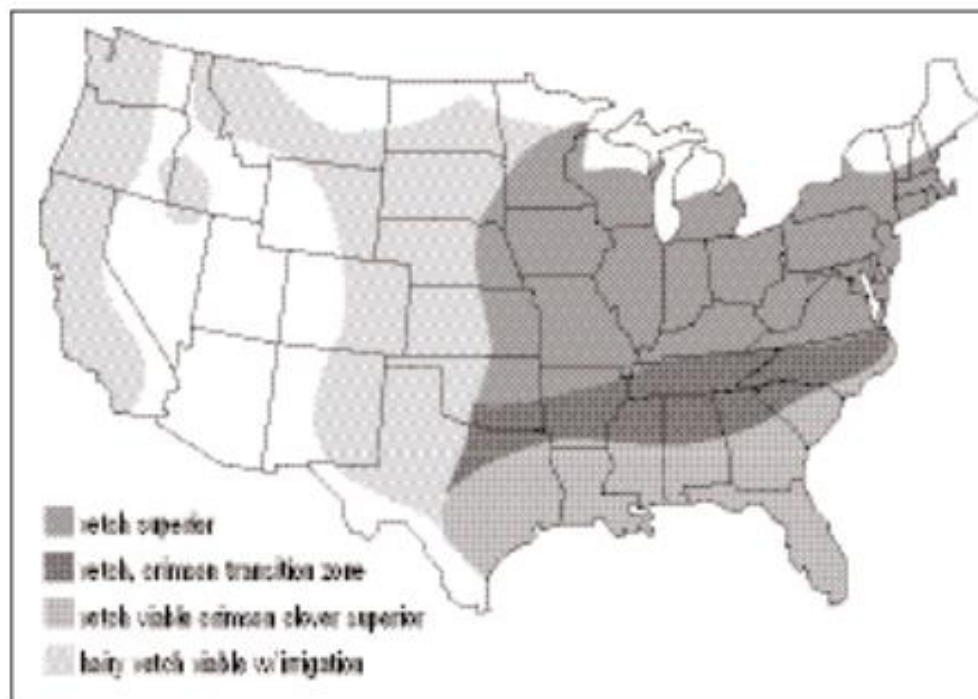 vetch superior
vetch, crimson transition zone
vetch viable crimson clover superior
hairy vetch viable w/irrigation